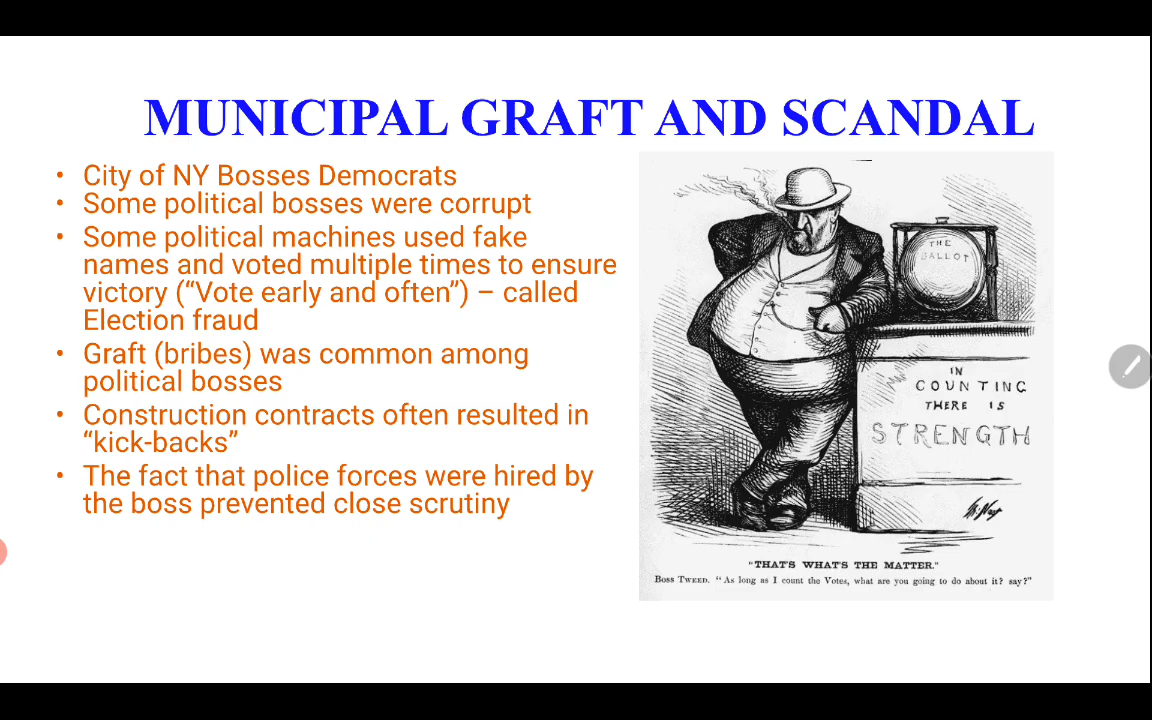 MUNICIPAL GRAFT AND SCANDAL
• City of NY Bosses Democrats
• Some political bosses were corrupt
• Some political machines used fake
names and voted multiple times to ensure
victory (“Vote early and often”) – called
Election fraud
• Graft (bribes) was common among
political bosses
• Construction contracts often resulted in
“kick-backs”
• The fact that police forces were hired by
the boss prevented close scrutiny
THE
BALLOT
IN
COUNTING
THERE IS
STRENGTH
Th: Nast
"THAT'S WHAT'S THE MATTER."
BOSS TWEED. "As long as I count the Votes, what are you going to do about it? say?"